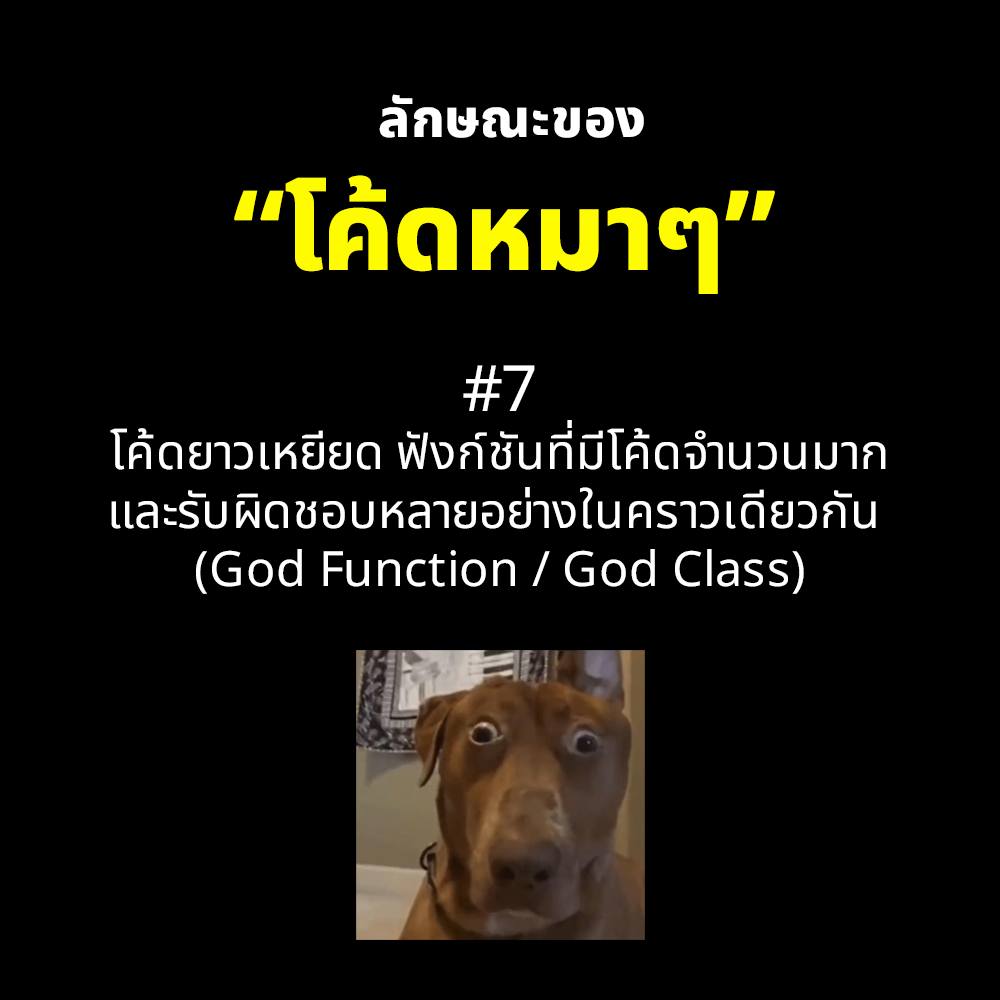 ลักษณะของ
“โค้ดหมาๆ”
#7
โค้ดยาวเหยียด ฟังก์ชันที่มีโค้ดจำนวนมาก
และรับผิดชอบหลายอย่างในคราวเดียวกัน
(God Function / God Class)